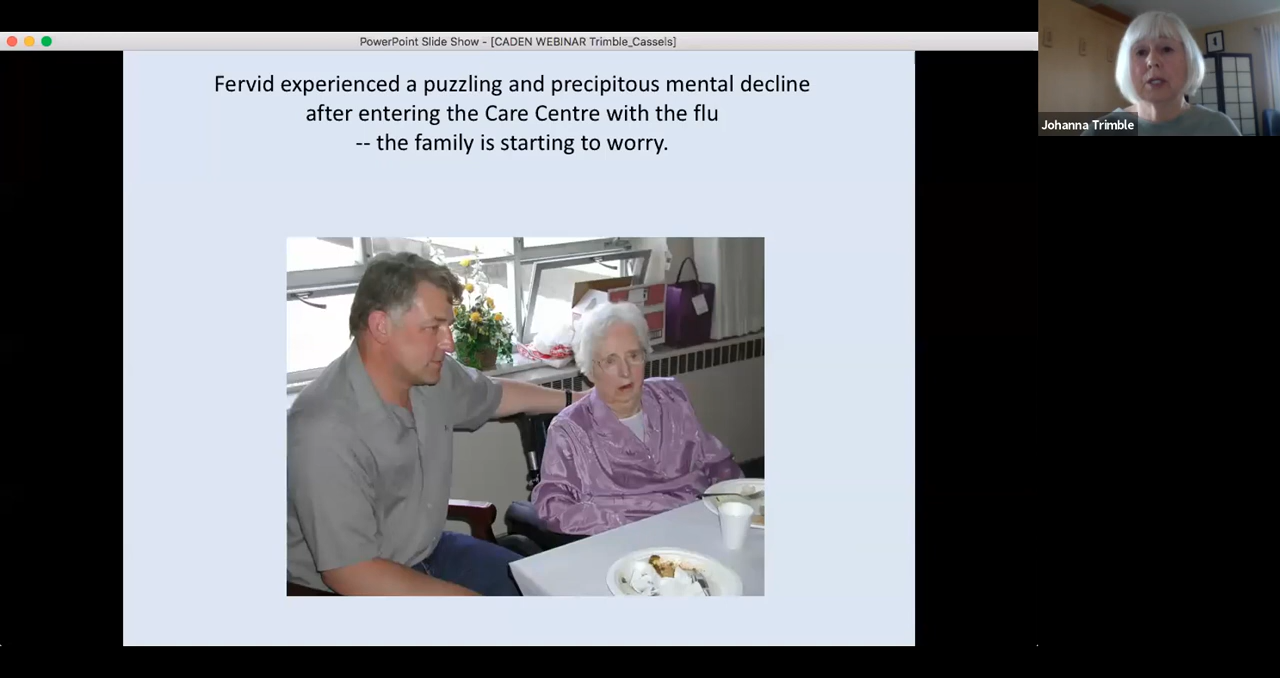 PowerPoint Slide Show - [CADEN WEBINAR Trimble_Cassels]
Fervid experienced a puzzling and precipitous mental decline
after entering the Care Centre with the flu
-- the family is starting to worry.
Johanna Trimble